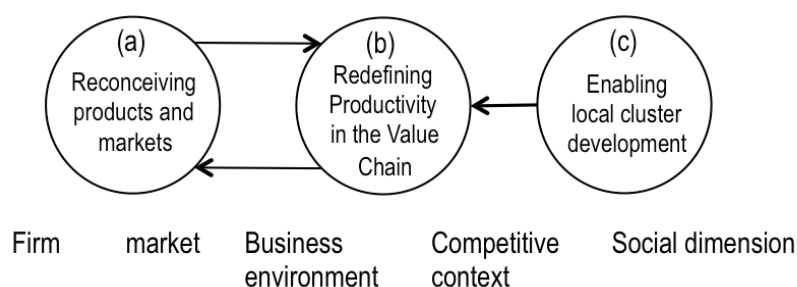 (a)
Reconceiving
products and
markets
(b)
Redefining
Productivity
in the Value
Chain
(c)
Enabling
local cluster
development
Firm market Business environment Competitive context Social dimension